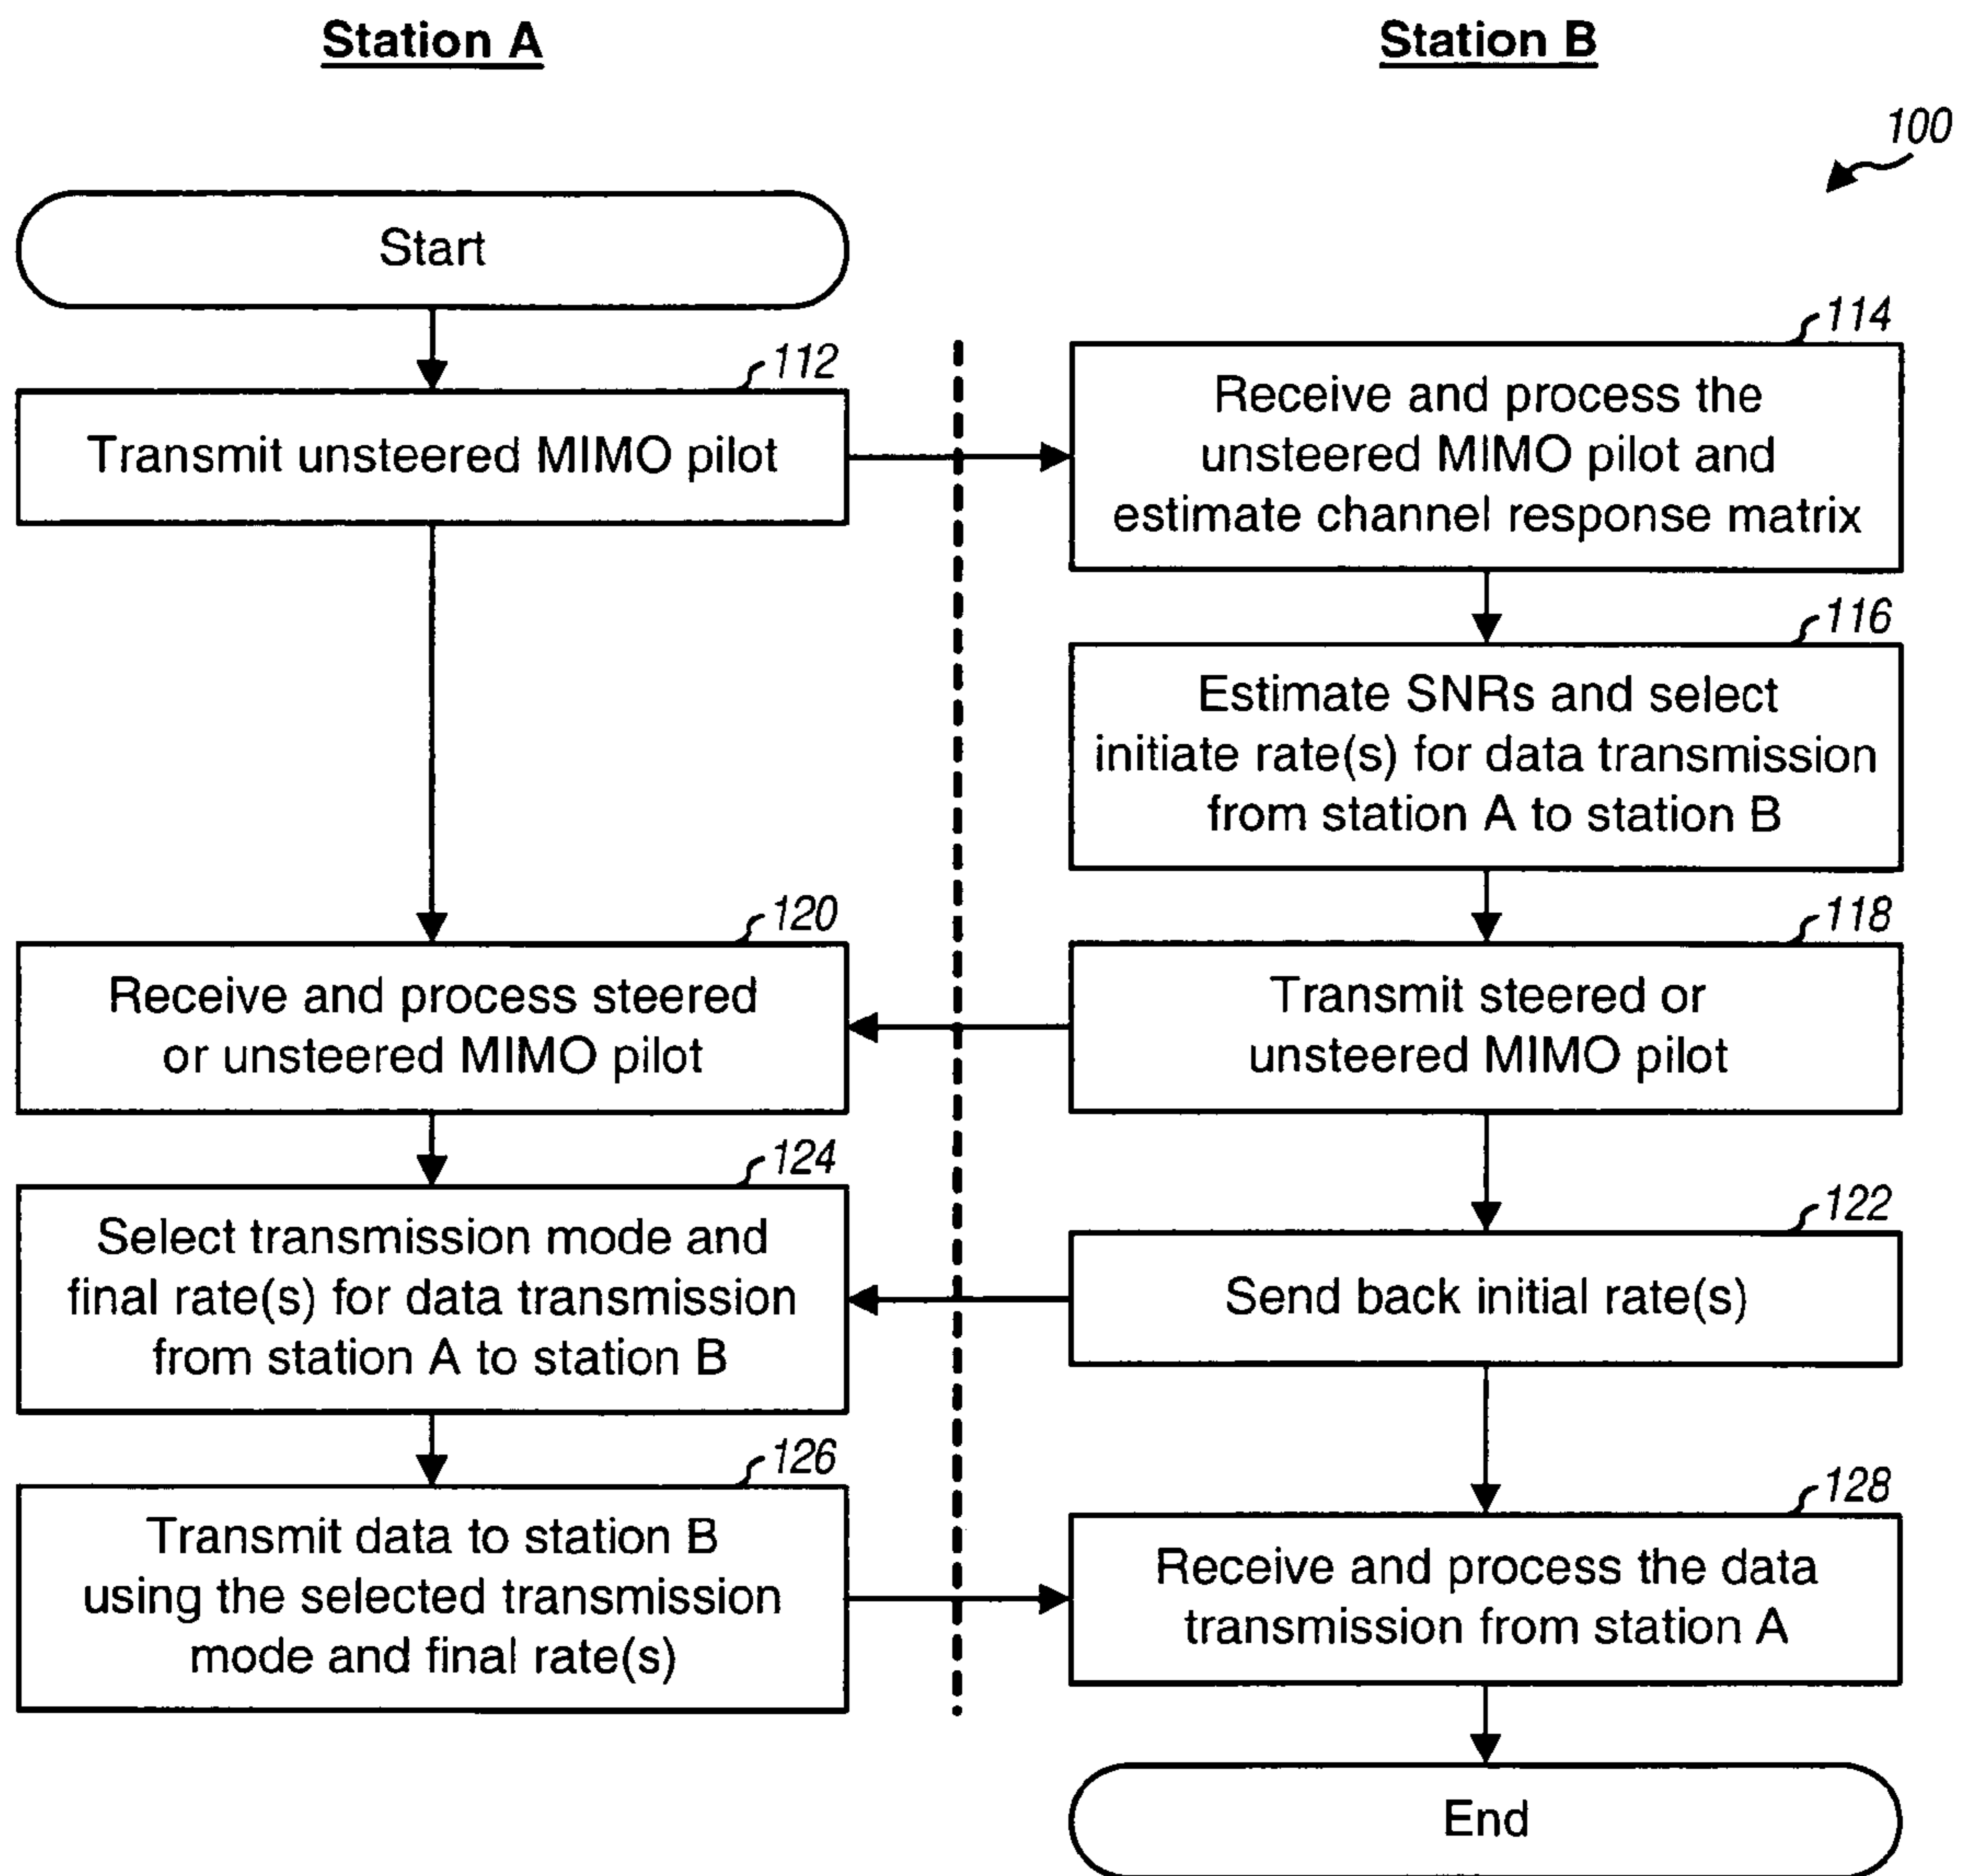 Station A
Station B
100
Start
112
Transmit unsteered MIMO pilot
114
Receive and process the
unsteered MIMO pilot and
estimate channel response matrix
116
Estimate SNRs and select
initiate rate(s) for data transmission
from station A to station B
120
Receive and process steered
or unsteered MIMO pilot
118
Transmit steered or
unsteered MIMO pilot
124
Select transmission mode and
final rate(s) for data transmission
from station A to station B
122
Send back initial rate(s)
126
Transmit data to station B
using the selected transmission
mode and final rate(s)
128
Receive and process the data
transmission from station A
End